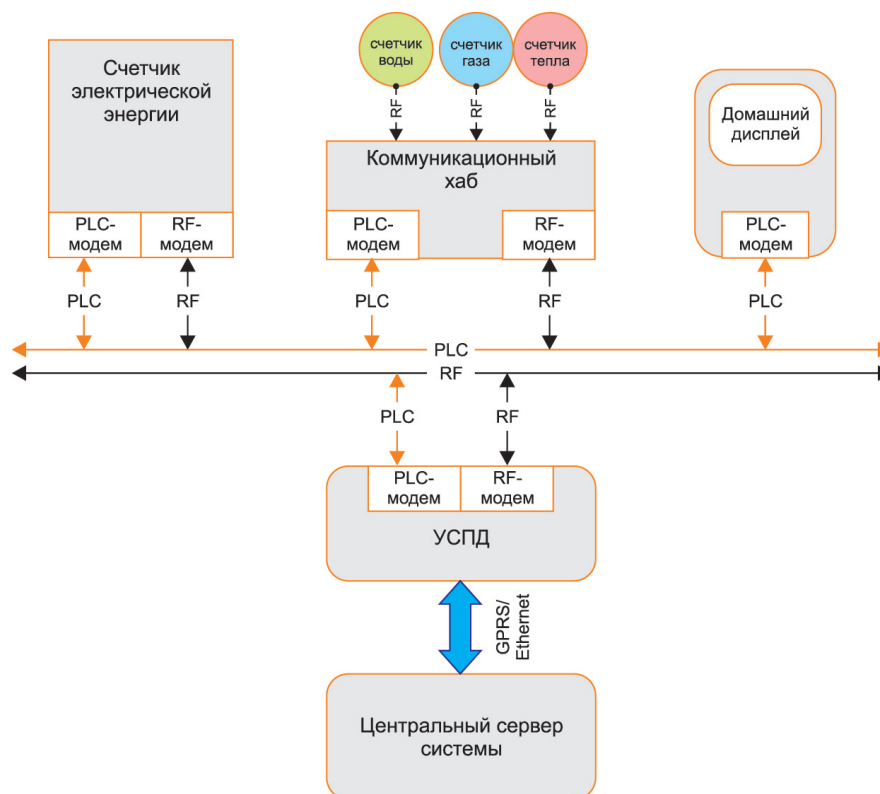 Счетчик
электрической
энергии
PLC-
модем
RF-
модем
счетчик
воды
счетчик
газа
счетчик
тепла
RF
RF
RF
Коммуникационный
хаб
PLC-
модем
RF-
модем
Домашний
дисплей
PLC-
модем
PLC
RF
PLC
RF
PLC
PLC
RF
PLC
RF
PLC-
модем
RF-
модем
УСПД
GPRS/
Ethernet
Центральный сервер
системы